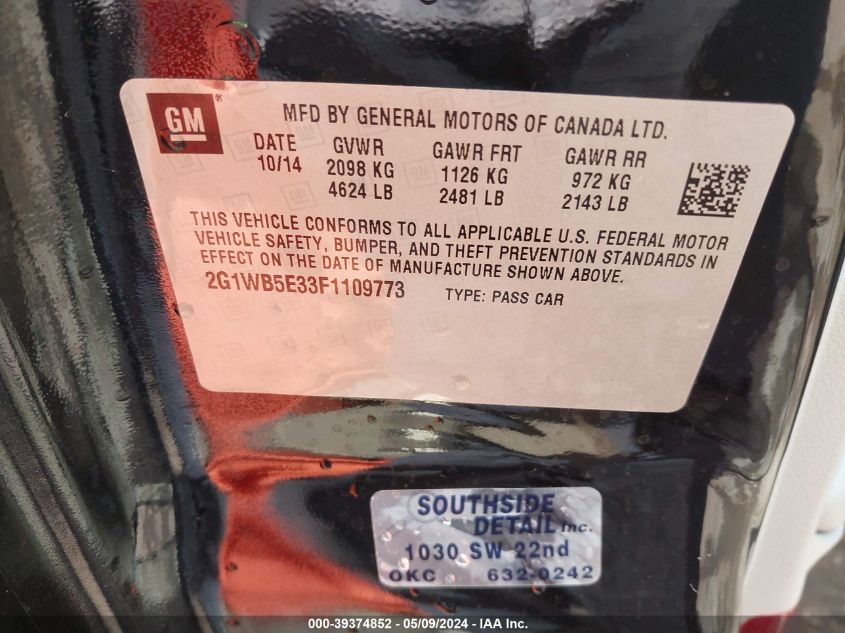 GM
®
MFD BY GENERAL MOTORS OF CANADA LTD.
DATE GVWR GAWR FRT GAWR RR
10/14 2098 KG 1126 KG 972 KG
4624 LB 2481 LB 2143 LB
THIS VEHICLE CONFORMS TO ALL APPLICABLE U.S. FEDERAL MOTOR
VEHICLE SAFETY, BUMPER, AND THEFT PREVENTION STANDARDS IN
EFFECT ON THE DATE OF MANUFACTURE SHOWN ABOVE.
2G1WB5E33F1109773 TYPE: PASS CAR
SOUTHSIDE
DETAIL Inc.
1030 SW 22nd
OKC 632-0242
000-39374852 - 05/09/2024 - IAA Inc.